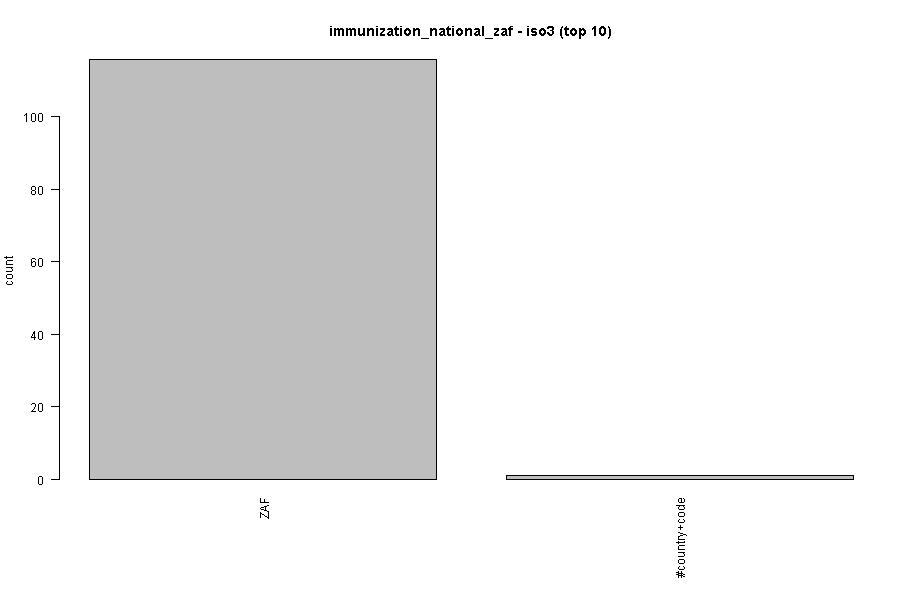 immunization_national_zaf - iso3 (top 10)
count
100
80
60
40
20
0
ZAF
#country+code